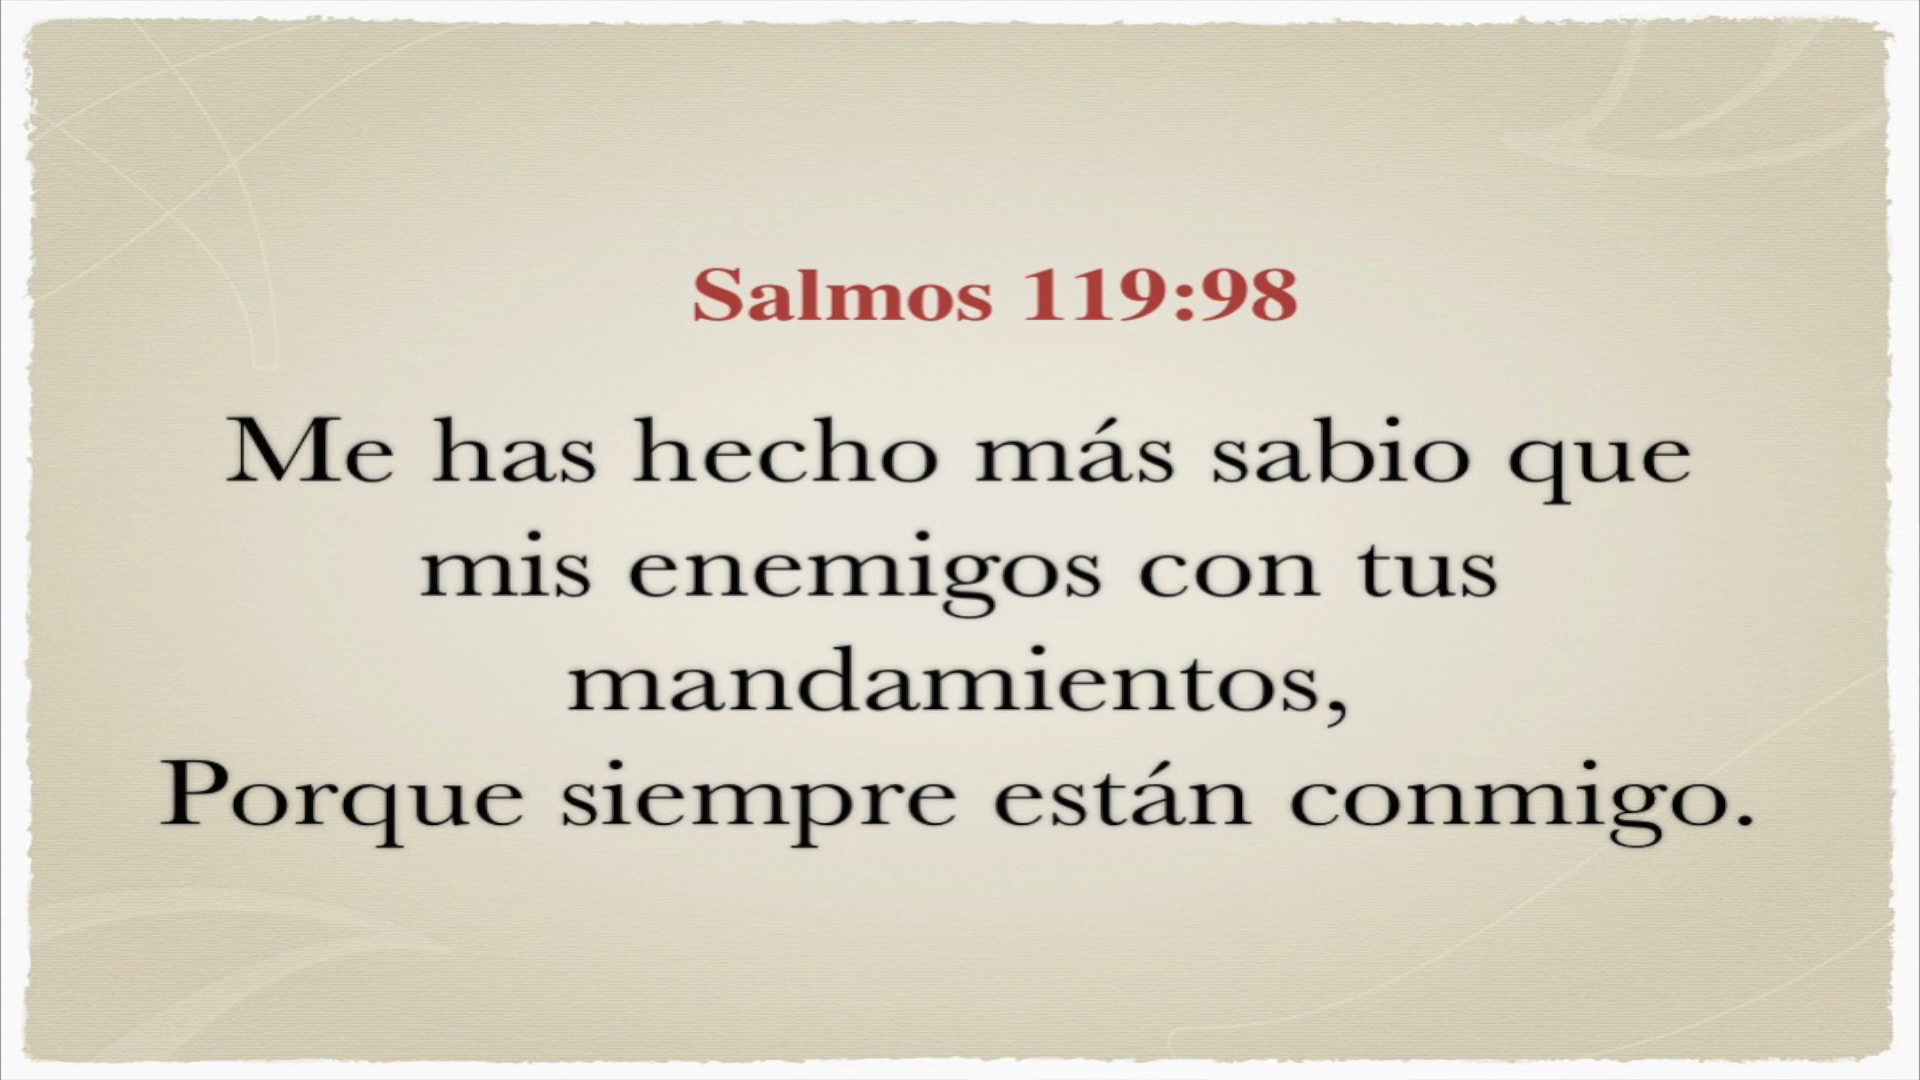 Salmos 119:98
Me has hecho más sabio que
mis enemigos con tus
mandamientos,
Porque siempre están conmigo.